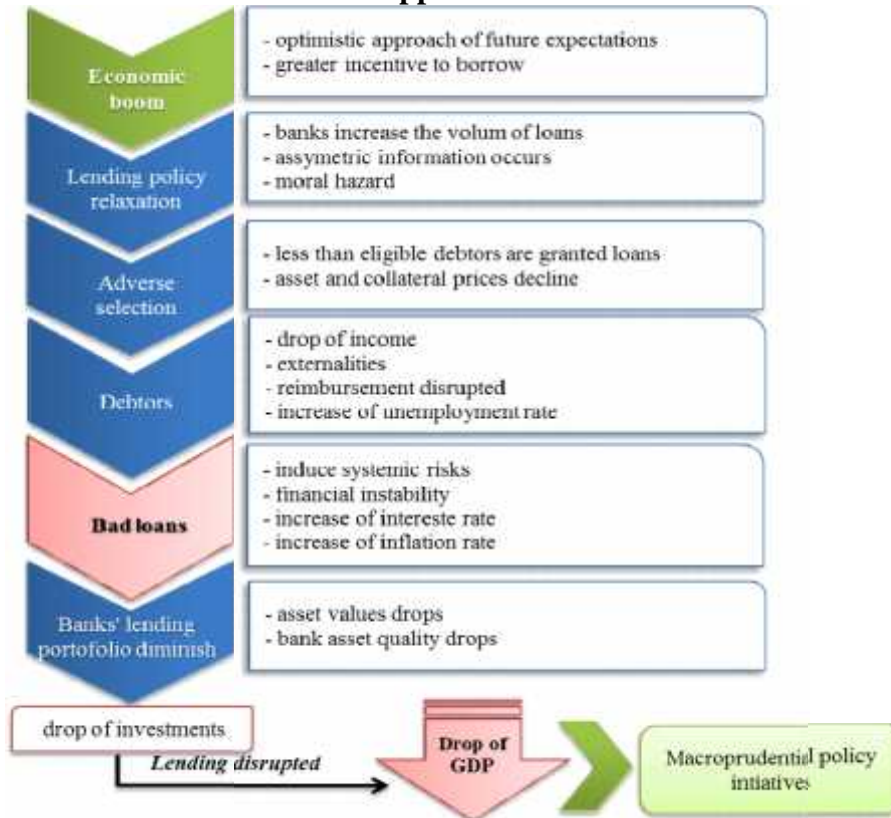 Economic
boom
- optimistic approach of future expectations
- greater incentive to borrow
Lending policy
relaxation
- banks increase the volum of loans
- assymetric information occurs
- moral hazard
Adverse
selection
- less than eligible debtors are granted loans
- asset and collateral prices decline
Debtors
- drop of income
- externalities
- reimbursement disrupted
- increase of unemployment rate
Bad loans
- induce systemic risks
- financial instability
- increase of intereste rate
- increase of inflation rate
Banks' lending
portofolio diminish
- asset values drops
- bank asset quality drops
drop of investments
Lending disrupted
Drop of
GDP
Macroprudential policy
intiatives